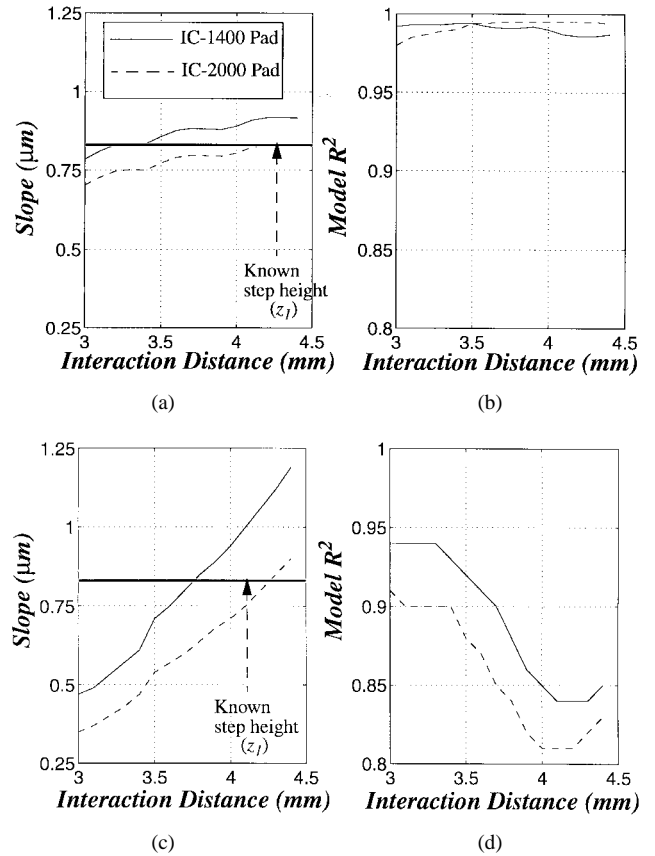 1.25
1
0.75
0.5
0.25
Slope (μm)
IC-1400 Pad
IC-2000 Pad
Known
step height
(z1)
3
3.5
4
4.5
Interaction Distance (mm)
(a)
1
0.95
0.9
0.85
0.8
Model R²
3
3.5
4
4.5
Interaction Distance (mm)
(b)
1.25
1
0.75
0.5
0.25
Slope (μm)
Known
step height
(z1)
3
3.5
4
4.5
Interaction Distance (mm)
(c)
1
0.95
0.9
0.85
0.8
Model R²
3
3.5
4
4.5
Interaction Distance (mm)
(d)